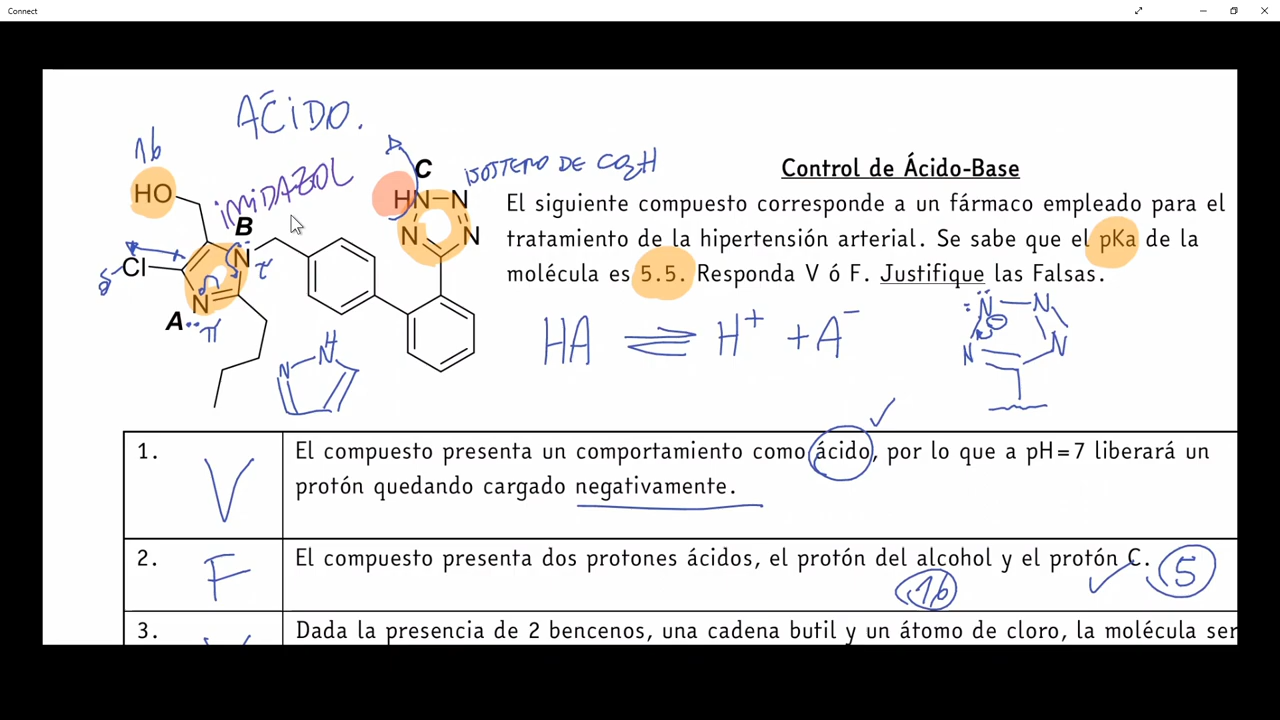 Connect
ÁCIDO.
16
IMIDAZOL
ISOSTERO DE CO2H
C
HO
HN N
B
N N
N
Cl
δ-
τ
N
A
π
Control de Ácido-Base
El siguiente compuesto corresponde a un fármaco empleado para el
tratamiento de la hipertensión arterial. Se sabe que el pKa de la
molécula es 5.5. Responda V ó F. Justifique las Falsas.
HA ⇌ H+ + A-
N N
N N
H
N N
1. V El compuesto presenta un comportamiento como ácido, por lo que a pH=7 liberará un
protón quedando cargado negativamente.
2. F El compuesto presenta dos protones ácidos, el protón del alcohol y el protón C.
16
5
3. Dada la presencia de 2 bencenos, una cadena butil y un átomo de cloro, la molécula ser